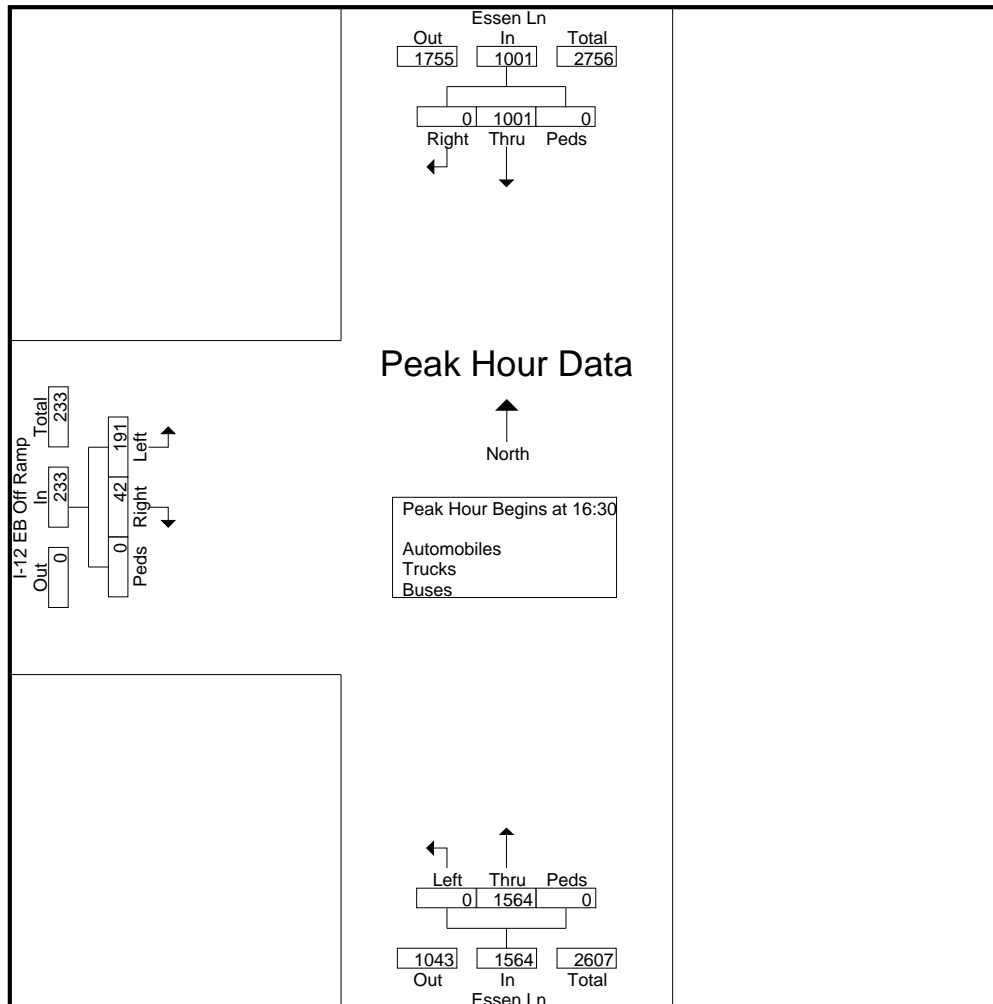 Essen Ln
Out In Total
1755 1001 2756
0 1001 0
Right Thru Peds
Peak Hour Data
North
I-12 EB Off Ramp
Out In Total
0 233 233
0 42 191
Peds Right Left
Peak Hour Begins at 16:30
Automobiles
Trucks
Buses
Left Thru Peds
0 1564 0
1043 1564 2607
Out In Total
Essen Ln